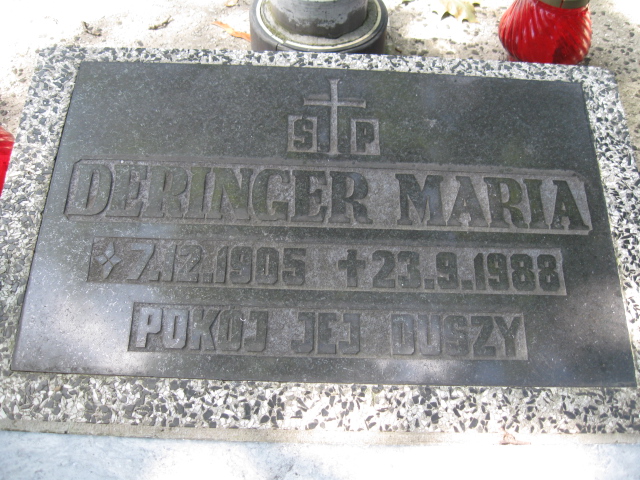 Ś P
DERINGER MARIA
7.12.1905 23.9.1988
POKÓJ JEJ DUSZY